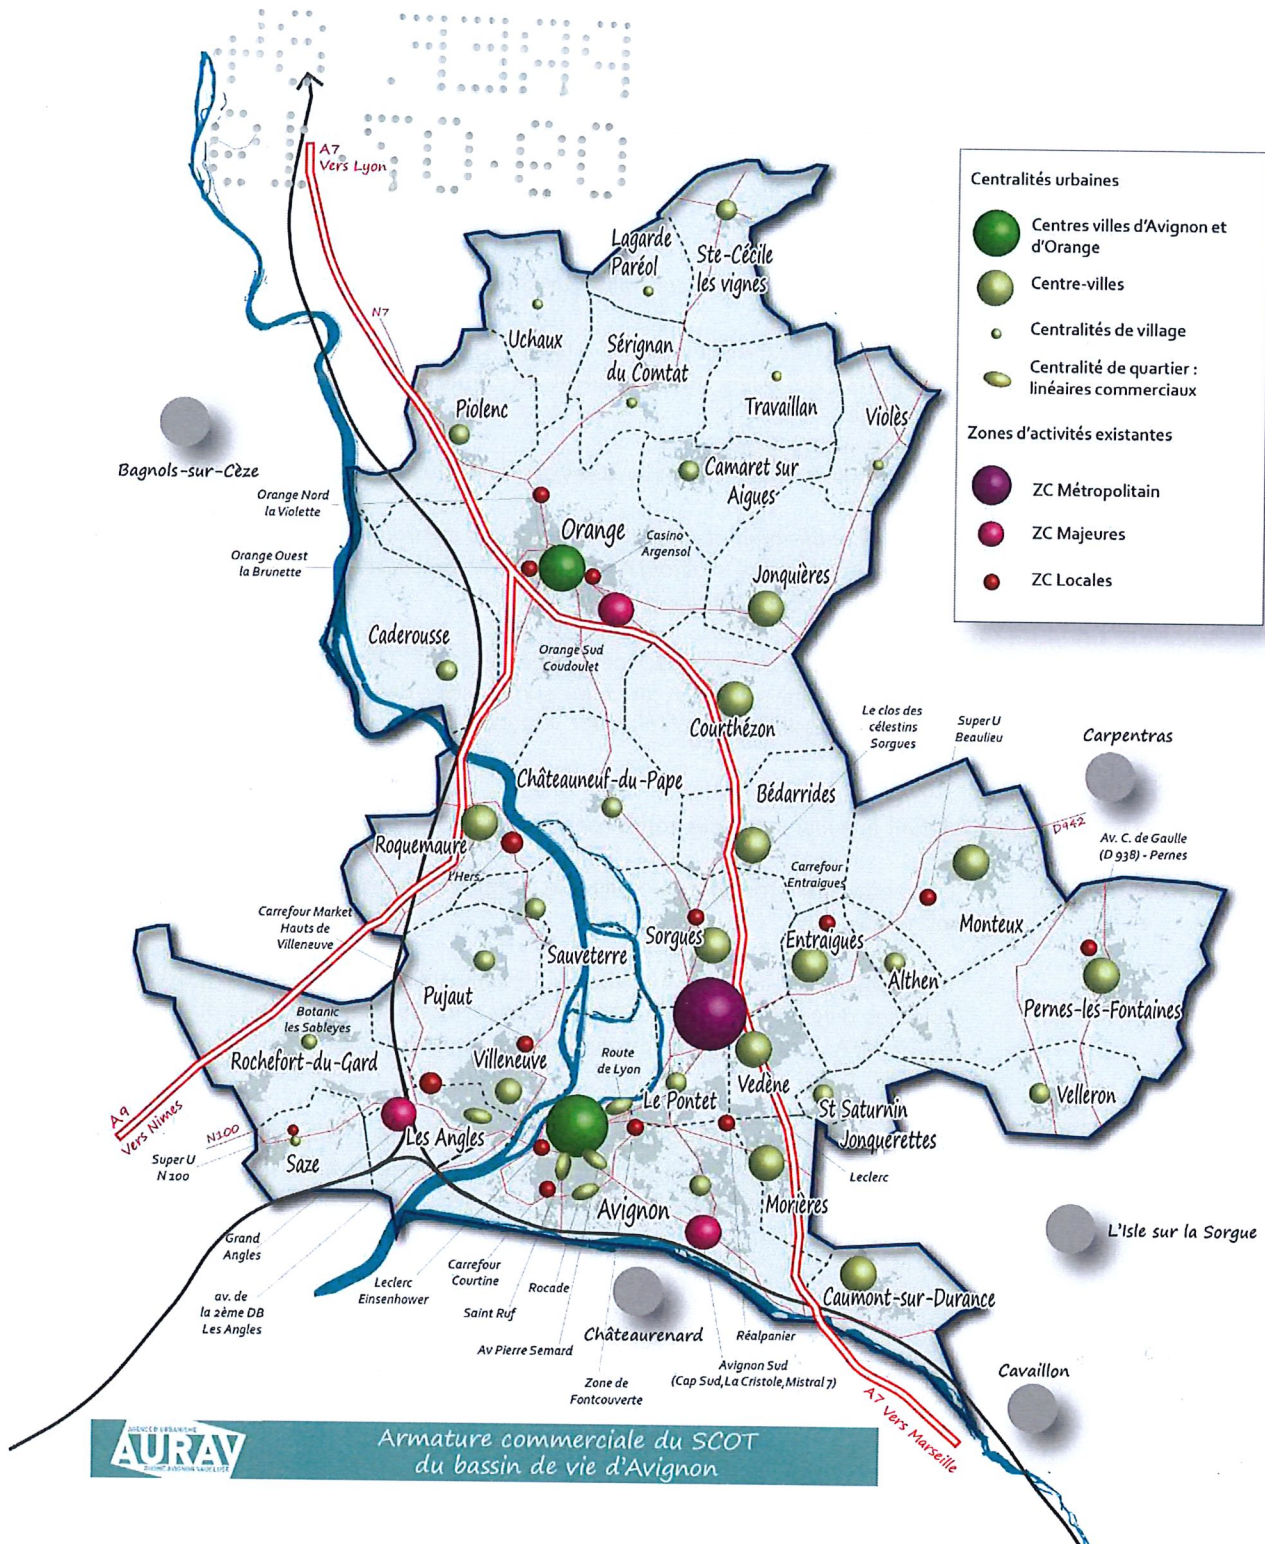 A7
Vers Lyon
N7
Lagarde
Paréol
Ste-Cécile
les vignes
Uchaux
Sérignan
du Comtat
Travaillan
Violès
Piolenc
Camaret sur
Aigues
Bagnols-sur-Cèze
Orange Nord
la Violette
Orange
Casino
Argensol
Orange Ouest
la Brunette
Jonquières
Caderousse
Orange Sud
Coudoulet
Courthézon
Le clos des
célestins
Sorgues
Super U
Beaulieu
Carpentras
Châteauneuf-du-Pape
Bédarrides
D942
Av. C. de Gaulle
(D 938) - Pernes
Roquemaure
l'Hers
Carrefour
Entraigues
Carrefour Market
Hauts de
Villeneuve
Sauveterre
Sorgues
Entraigues
Monteux
Althen
Pujaut
Pernes-les-Fontaines
Botanic
les Sableyes
Rochefort-du-Gard
Villeneuve
Route
de Lyon
Vedène
Le Pontet
Velleron
St Saturnin
Jonquerettes
A9
Vers Nîmes
N100
Super U
N 100
Saze
Les Angles
Leclerc
Avignon
Morières
L'Isle sur la Sorgue
Grand
Angles
av. de
la 2ème DB
Les Angles
Leclerc
Einsenhower
Carrefour
Courtine
Saint Ruf
Rocade
Av Pierre Semard
Zone de
Fontcouverte
Châteaurenard
Réalpanier
Avignon Sud
(Cap Sud, La Cristole, Mistral 7)
Caumont-sur-Durance
Cavaillon
A7 Vers Marseille
Centralités urbaines
Centres villes d'Avignon et
d'Orange
Centre-villes
Centralités de village
Centralité de quartier :
linéaires commerciaux
Zones d'activités existantes
ZC Métropolitain
ZC Majeures
ZC Locales
AGENCE D'URBANISME
AURAV
Armature commerciale du SCOT
du bassin de vie d'Avignon